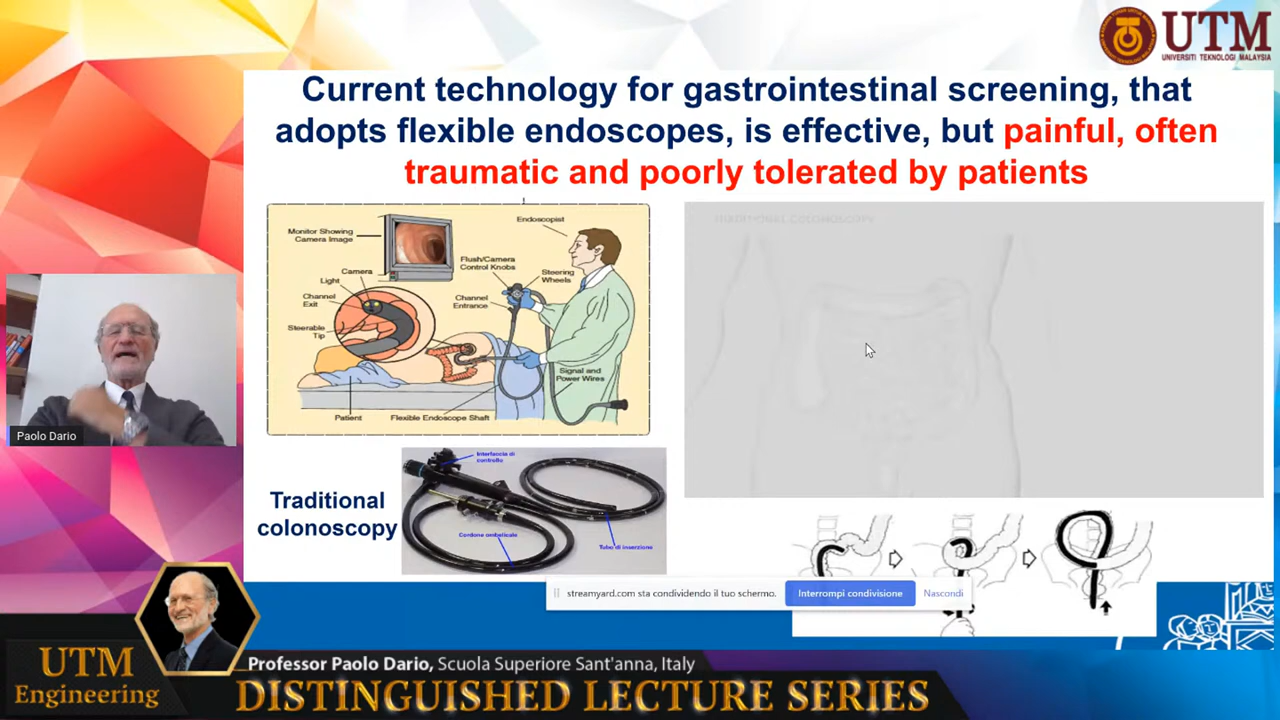 UTM
UNIVERSITI TEKNOLOGI MALAYSIA
Current technology for gastrointestinal screening, that
adopts flexible endoscopes, is effective, but painful, often
traumatic and poorly tolerated by patients
Monitor Showing
Camera Image
Endoscopist
Camera
Light
Flush/Camera
Control Knobs
Steering
Wheels
Channel
Exit
Channel
Entrance
Steerable
Tip
Signal and
Power Wires
Patient
Flexible Endoscope Shaft
TRADITIONAL COLONOSCOPY
Paolo Dario
Traditional
colonoscopy
Interfaccia di
controllo
Cordone ombelicale
Tubo di inserzione
streamyard.com sta condividendo il tuo schermo.
Interrompi condivisione
Nascondi
UTM
Engineering
Professor Paolo Dario, Scuola Superiore Sant'anna, Italy
DISTINGUISHED LECTURE SERIES